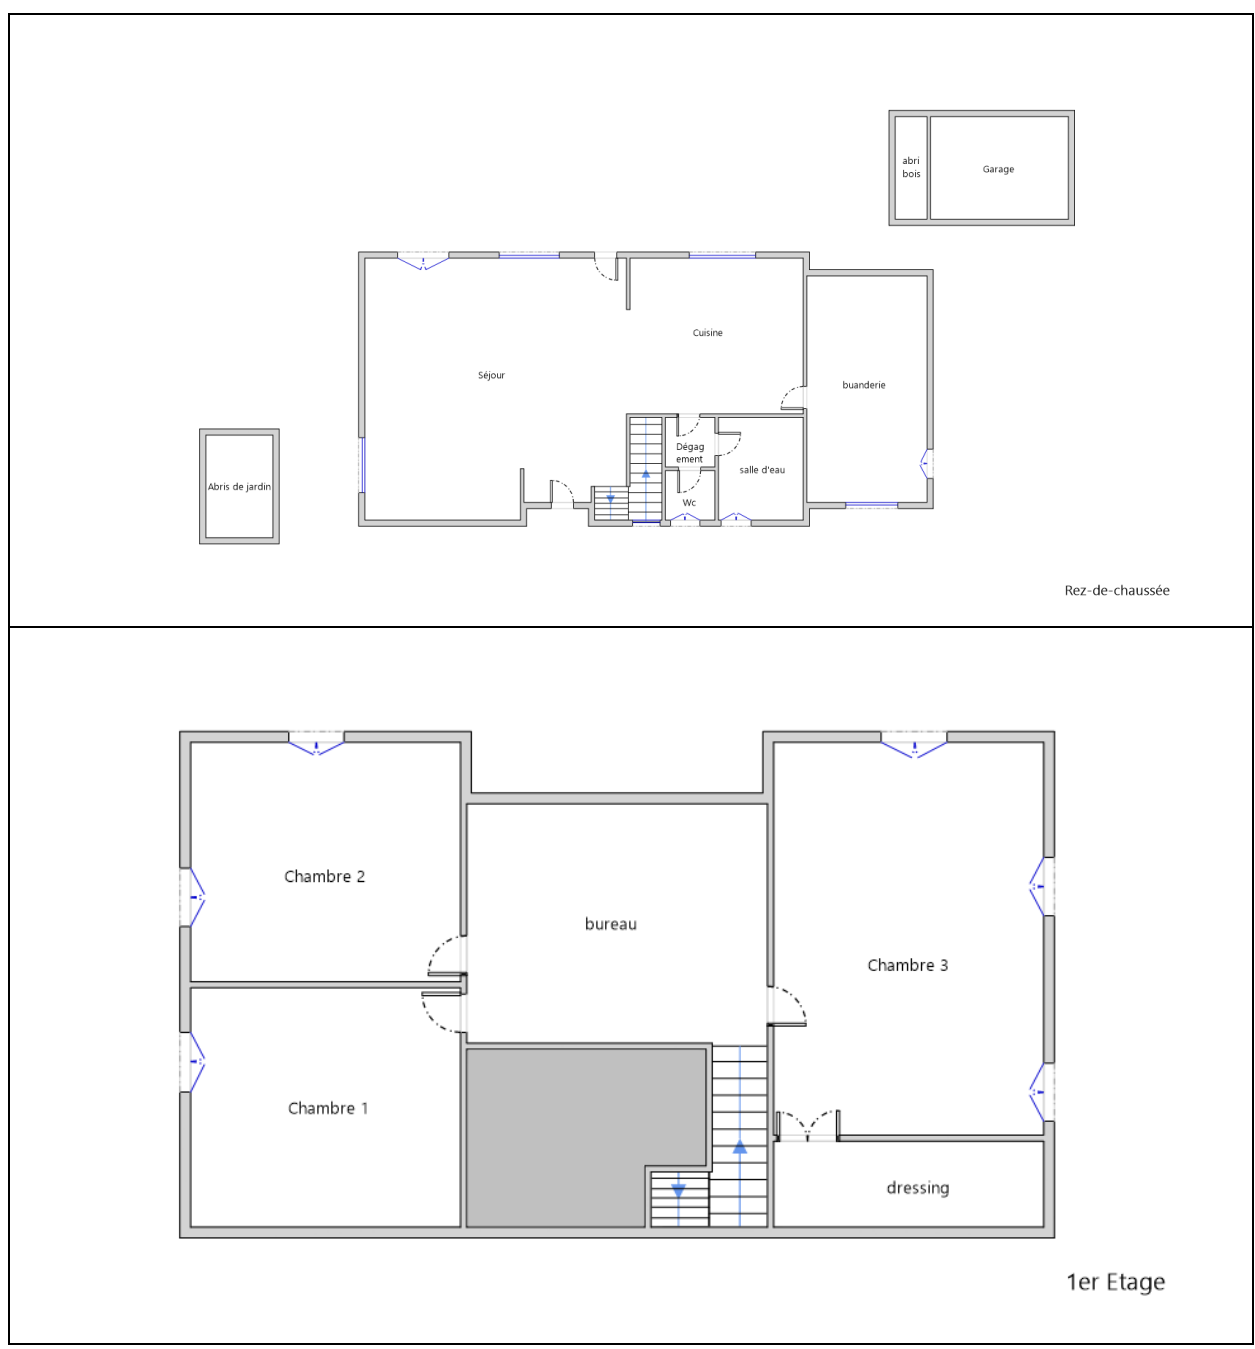 abri
bois
Garage
Cuisine
Séjour
buanderie
Dégag
ement
salle d'eau
Abris de jardin
Wc
Rez-de-chaussée
Chambre 2
bureau
Chambre 3
Chambre 1
dressing
1er Etage